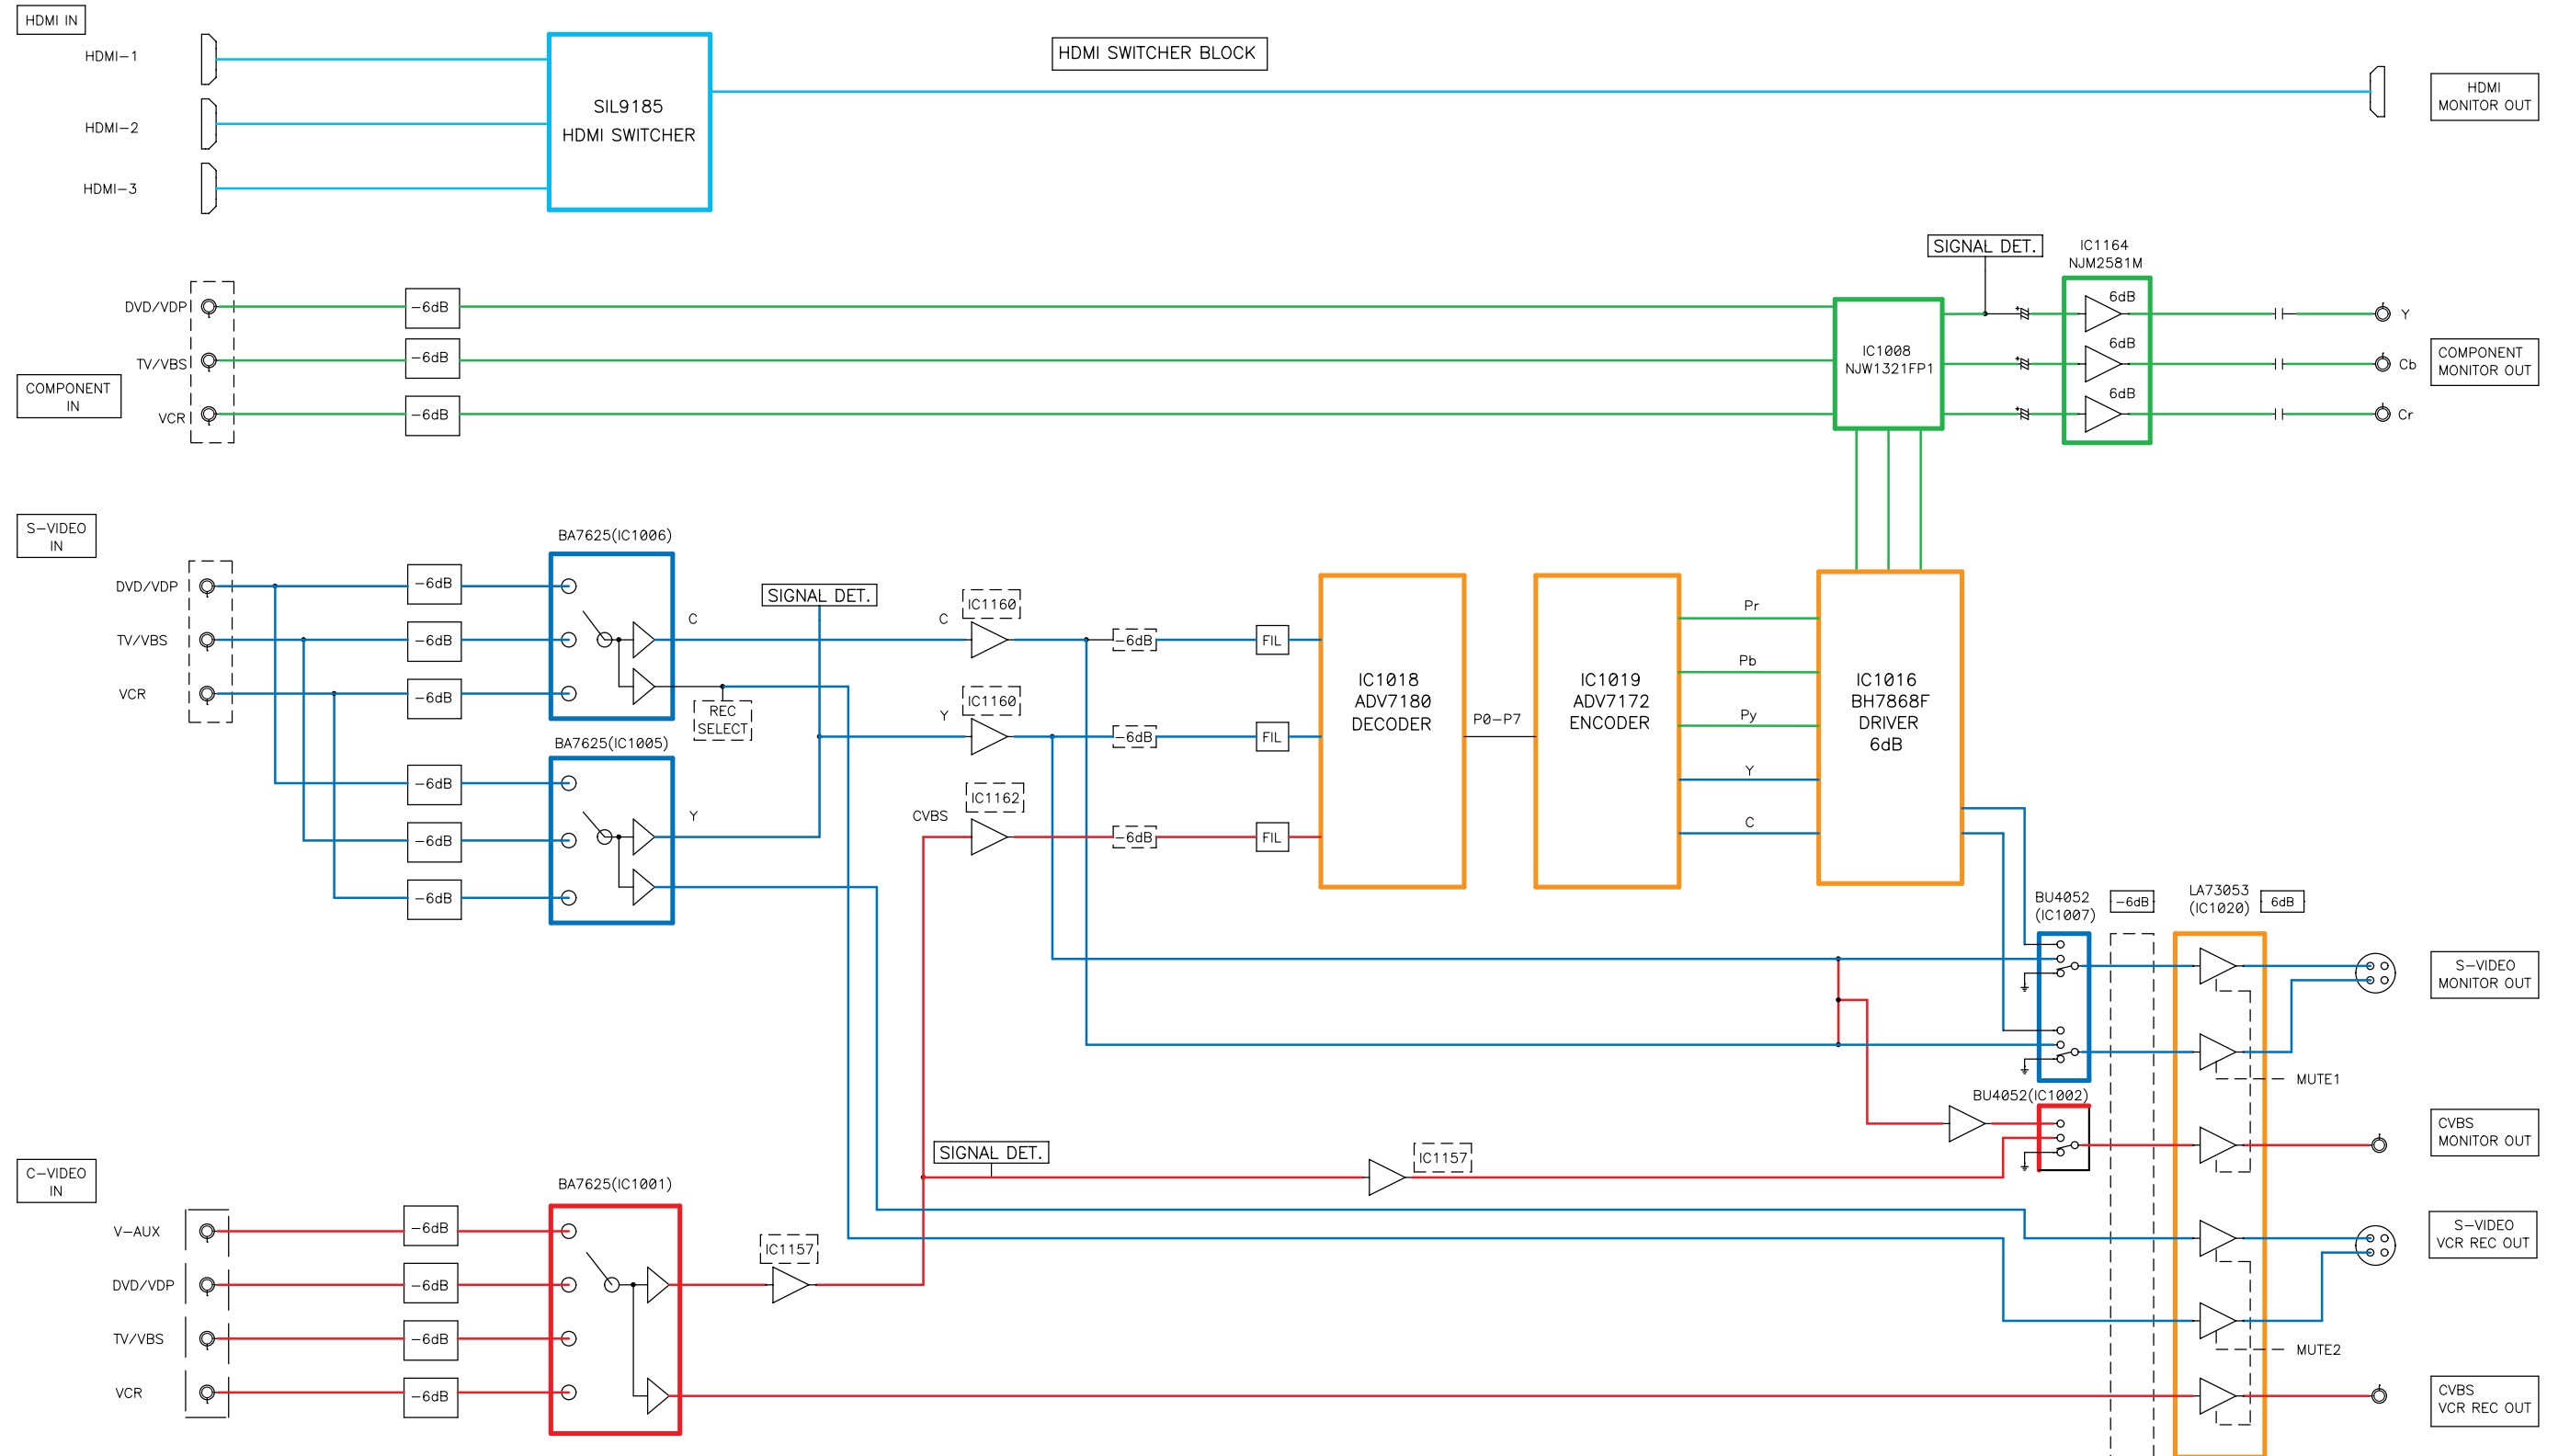 HDMI IN
HDMI-1
HDMI-2
HDMI-3
SIL9185
HDMI SWITCHER
HDMI SWITCHER BLOCK
HDMI
MONITOR OUT
COMPONENT
IN
DVD/VDP
TV/VBS
VCR
-6dB
-6dB
-6dB
IC1008
NJW1321FP1
SIGNAL DET.
IC1164
NJM2581M
6dB
6dB
6dB
Y
Cb
Cr
COMPONENT
MONITOR OUT
S-VIDEO
IN
DVD/VDP
TV/VBS
VCR
-6dB
-6dB
-6dB
-6dB
-6dB
-6dB
BA7625(IC1006)
BA7625(IC1005)
C
REC
SELECT
Y
SIGNAL DET.
C
IC1160
Y
IC1160
CVBS
IC1162
-6dB
-6dB
-6dB
FIL
FIL
FIL
IC1018
ADV7180
DECODER
P0-P7
IC1019
ADV7172
ENCODER
Pr
Pb
Py
Y
C
IC1016
BH7868F
DRIVER
6dB
BU4052
(IC1007)
-6dB
LA73053
(IC1020)
6dB
S-VIDEO
MONITOR OUT
MUTE1
BU4052(IC1002)
CVBS
MONITOR OUT
SIGNAL DET.
IC1157
C-VIDEO
IN
V-AUX
DVD/VDP
TV/VBS
VCR
-6dB
-6dB
-6dB
-6dB
BA7625(IC1001)
IC1157
S-VIDEO
VCR REC OUT
MUTE2
CVBS
VCR REC OUT